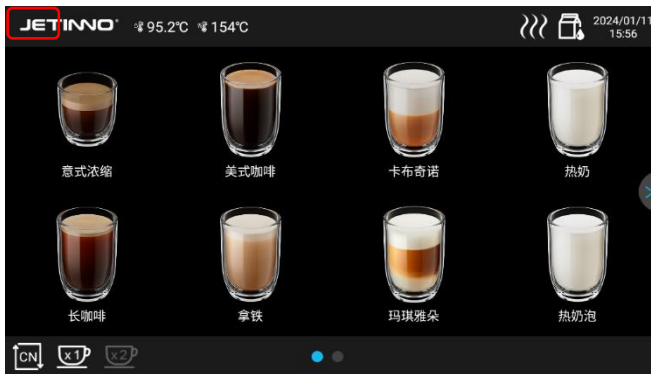 JETINNO 95.2℃ 154℃ 2024/01/11
15:56
意式浓缩 美式咖啡 卡布奇诺 热奶
长咖啡 拿铁 玛琪雅朵 热奶泡
CN x1 x2